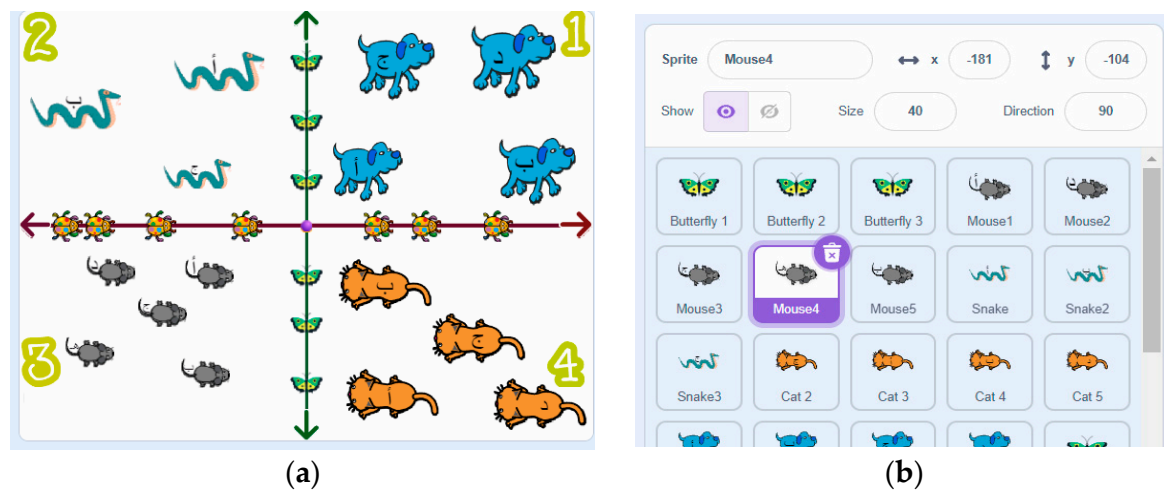 2
1
3
4
أ
ب
ج
ج
د
أ
ب
أ
Sprite Mouse4 x -181 y -104
Show Size 40 Direction 90
Butterfly 1 Butterfly 2 Butterfly 3 Mouse1 Mouse2
Mouse3 Mouse4 Mouse5 Snake Snake2
Snake3 Cat 2 Cat 3 Cat 4 Cat 5
(a) (b)